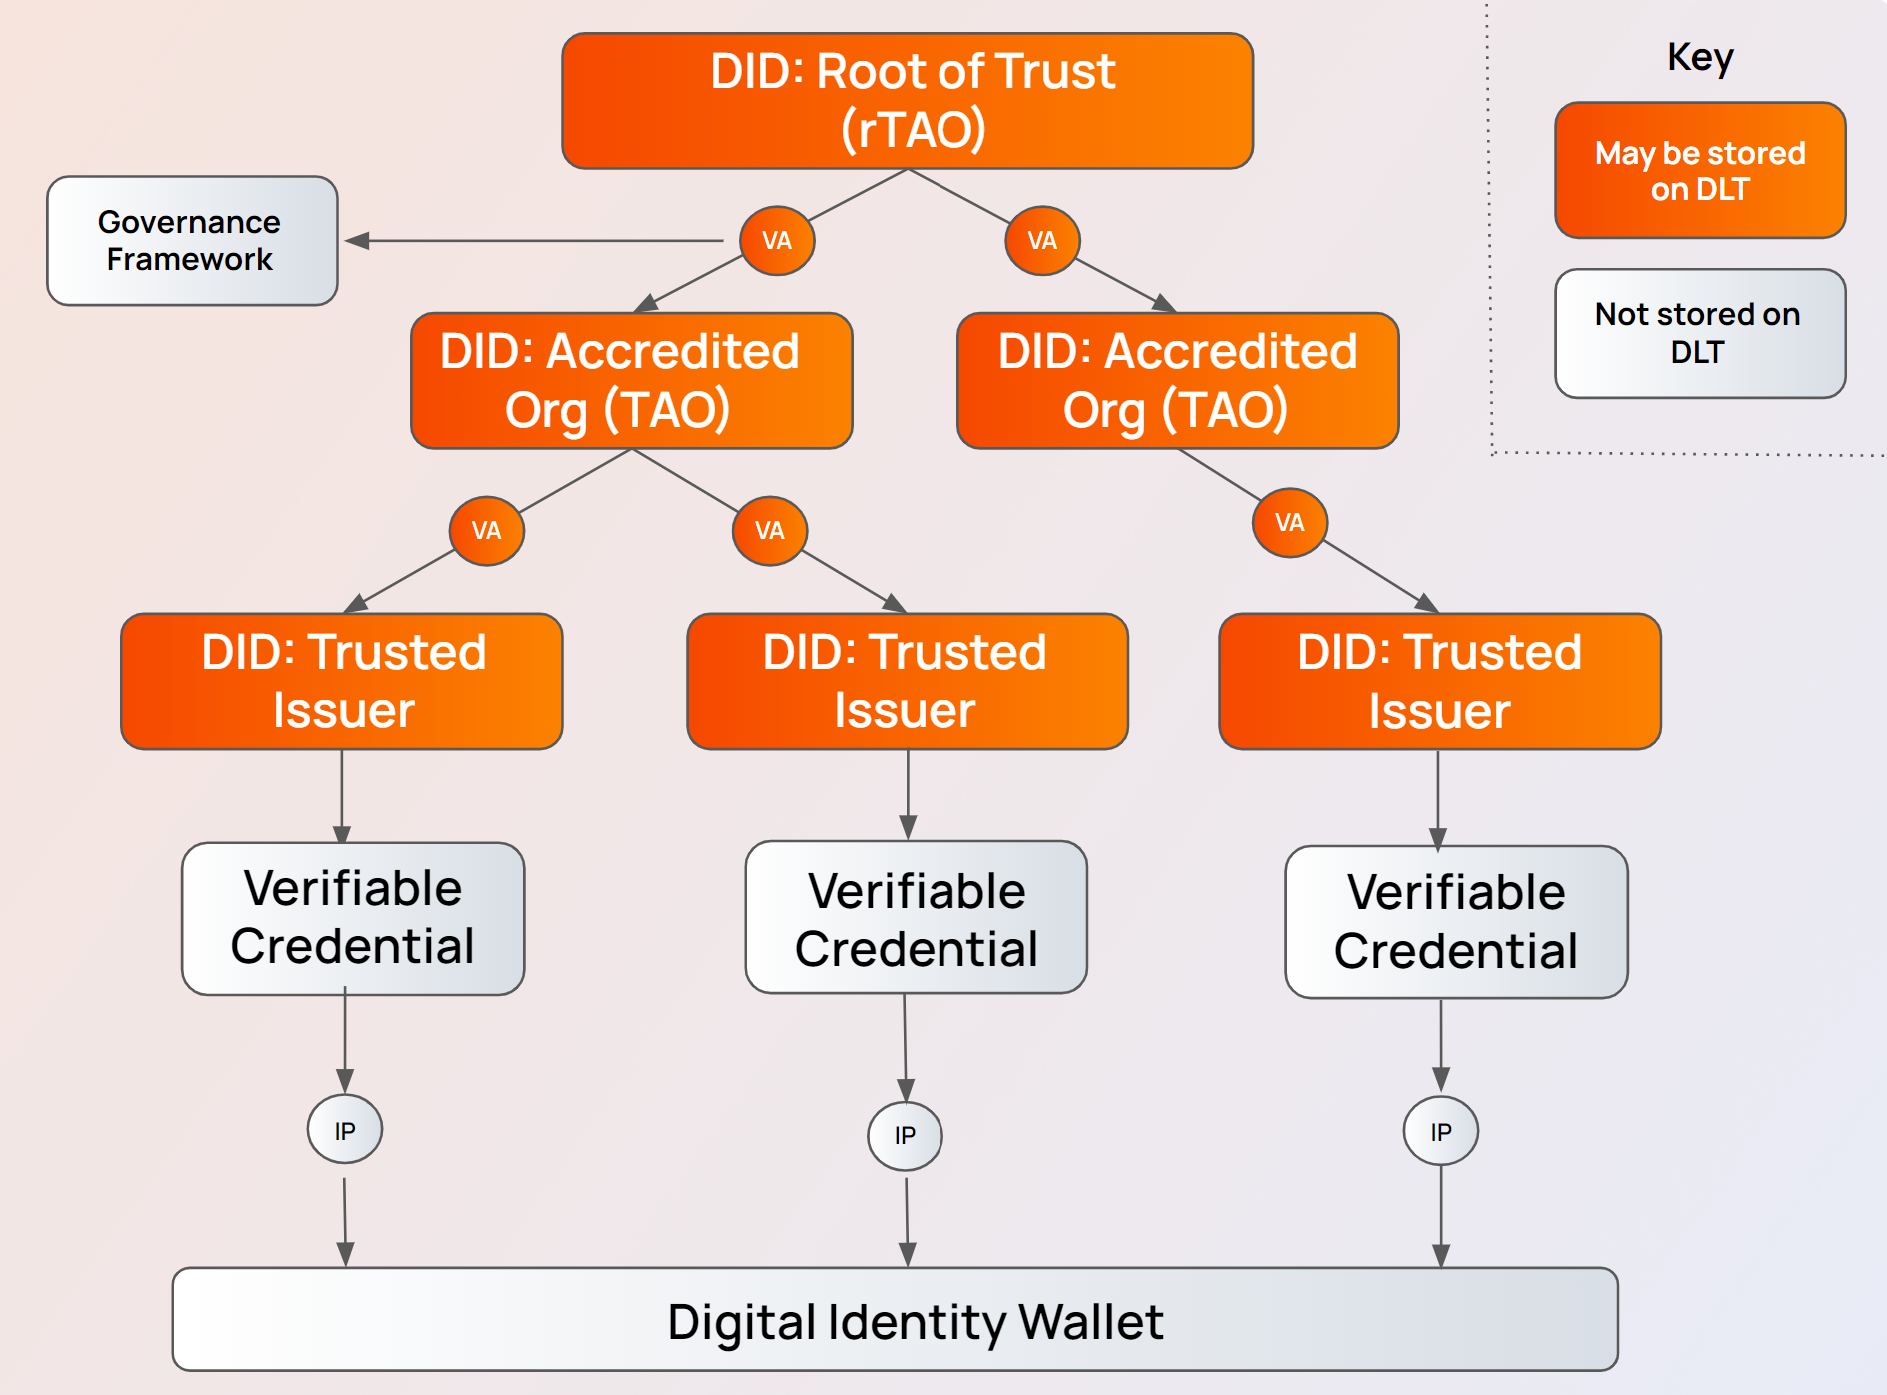 DID: Root of Trust
(rTAO)
Key
May be stored
on DLT
Not stored on
DLT
Governance
Framework
VA
VA
DID: Accredited
Org (TAO)
DID: Accredited
Org (TAO)
VA
VA
VA
DID: Trusted
Issuer
DID: Trusted
Issuer
DID: Trusted
Issuer
Verifiable
Credential
Verifiable
Credential
Verifiable
Credential
IP
IP
IP
Digital Identity Wallet